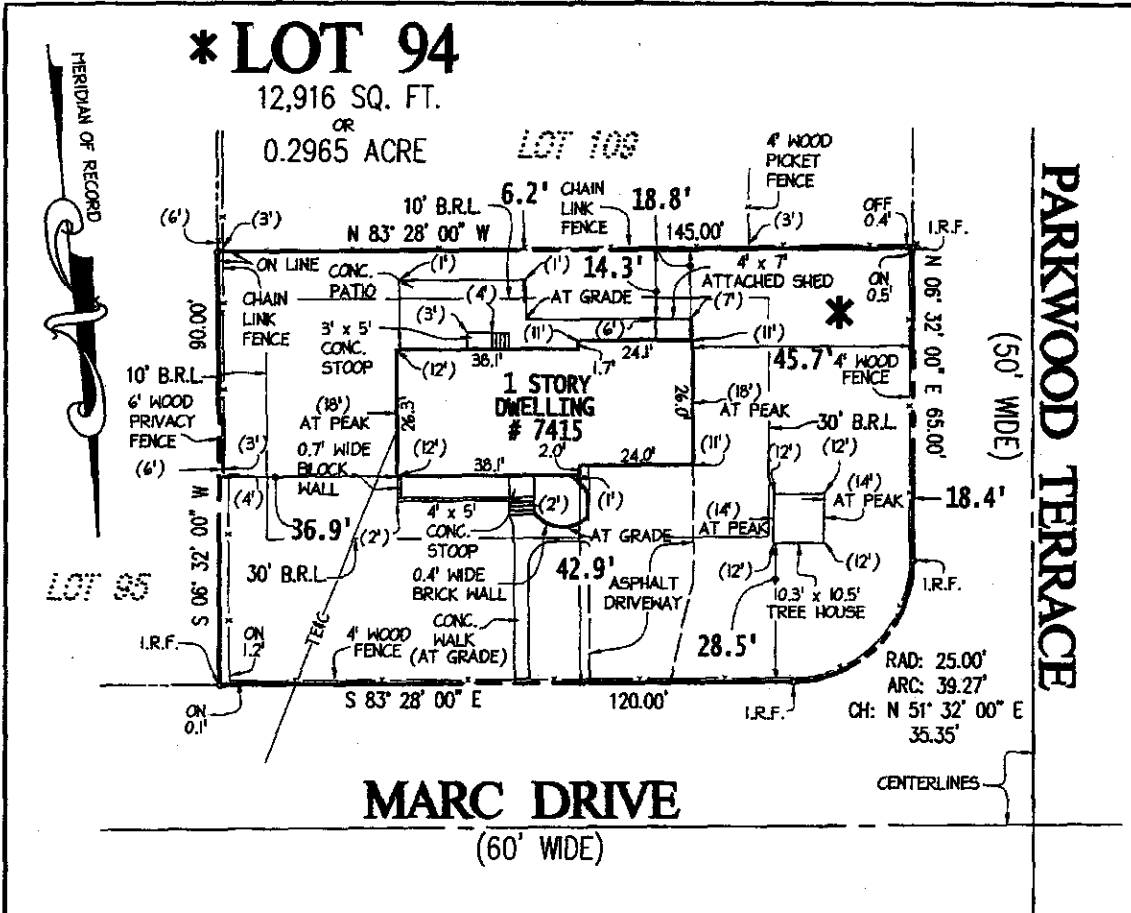 * LOT 94
12,916 SQ. FT.
OR
0.2965 ACRE
MERIDIAN OF RECORD
LOT 109
4' WOOD
PICKET
FENCE
(6')
(3')
N 83° 28' 00" W
10' B.R.L.
6.2'
CHAIN
LINK
FENCE
18.8'
145.00'
(3')
OFF
0.4'
I.R.F.
ON LINE
CONC.
PATIO
(1')
(1')
14.3'
4' x 7'
ATTACHED SHED
ON
0.5'
N 06° 32' 00" E 65.00'
90.00'
CHAIN
LINK
FENCE
(4')
(3')
AT GRADE
(7')
*
3' x 5'
CONC.
STOOP
(11')
(6')
(11')
38.1'
1.7'
24.1'
45.7'
4' WOOD
FENCE
10' B.R.L.
6' WOOD
PRIVACY
FENCE
(6')
(3')
(12')
(18')
AT PEAK
26.3'
1 STORY
DWELLING
# 7415
26.0'
(18')
AT PEAK
30' B.R.L.
0.7' WIDE
BLOCK
WALL
(12')
38.1'
2.0'
24.0'
(11')
(12')
(12')
(14')
AT PEAK
(14')
AT PEAK
18.4'
(4')
36.9'
(2')
4' x 5'
CONC.
STOOP
(2')
(1')
AT GRADE
S 06° 32' 00" W
LOT 95
30' B.R.L.
0.4' WIDE
BRICK WALL
42.9'
ASPHALT
DRIVEWAY
(12')
(12')
10.3' x 10.5'
TREE HOUSE
I.R.F.
TE/C
I.R.F.
ON
1.2'
4' WOOD
FENCE
CONC.
WALK
(AT GRADE)
28.5'
ON
0.1'
S 83° 28' 00" E
120.00'
I.R.F.
RAD: 25.00'
ARC: 39.27'
CH: N 51° 32' 00" E
35.35'
PARKWOOD TERRACE
(50' WIDE)
CENTERLINES
MARC DRIVE
(60' WIDE)